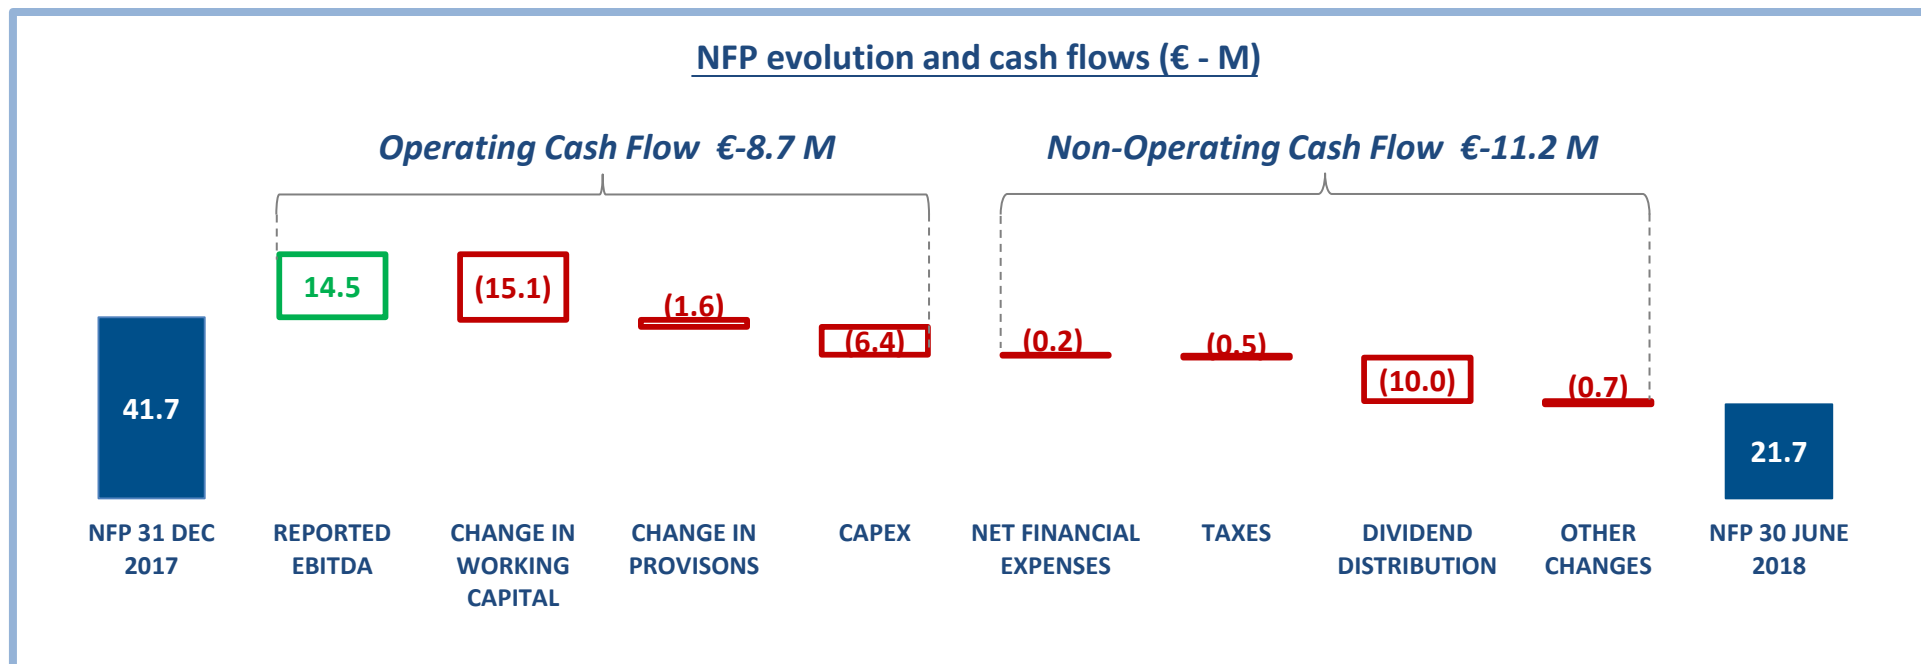 NFP evolution and cash flows (€ - M)
Operating Cash Flow €-8.7 M
Non-Operating Cash Flow €-11.2 M
14.5
(15.1)
(1.6)
(6.4)
(0.2)
(0.5)
(10.0)
(0.7)
41.7
21.7
NFP 31 DEC
2017
REPORTED
EBITDA
CHANGE IN
WORKING
CAPITAL
CHANGE IN
PROVISONS
CAPEX
NET FINANCIAL
EXPENSES
TAXES
DIVIDEND
DISTRIBUTION
OTHER
CHANGES
NFP 30 JUNE
2018